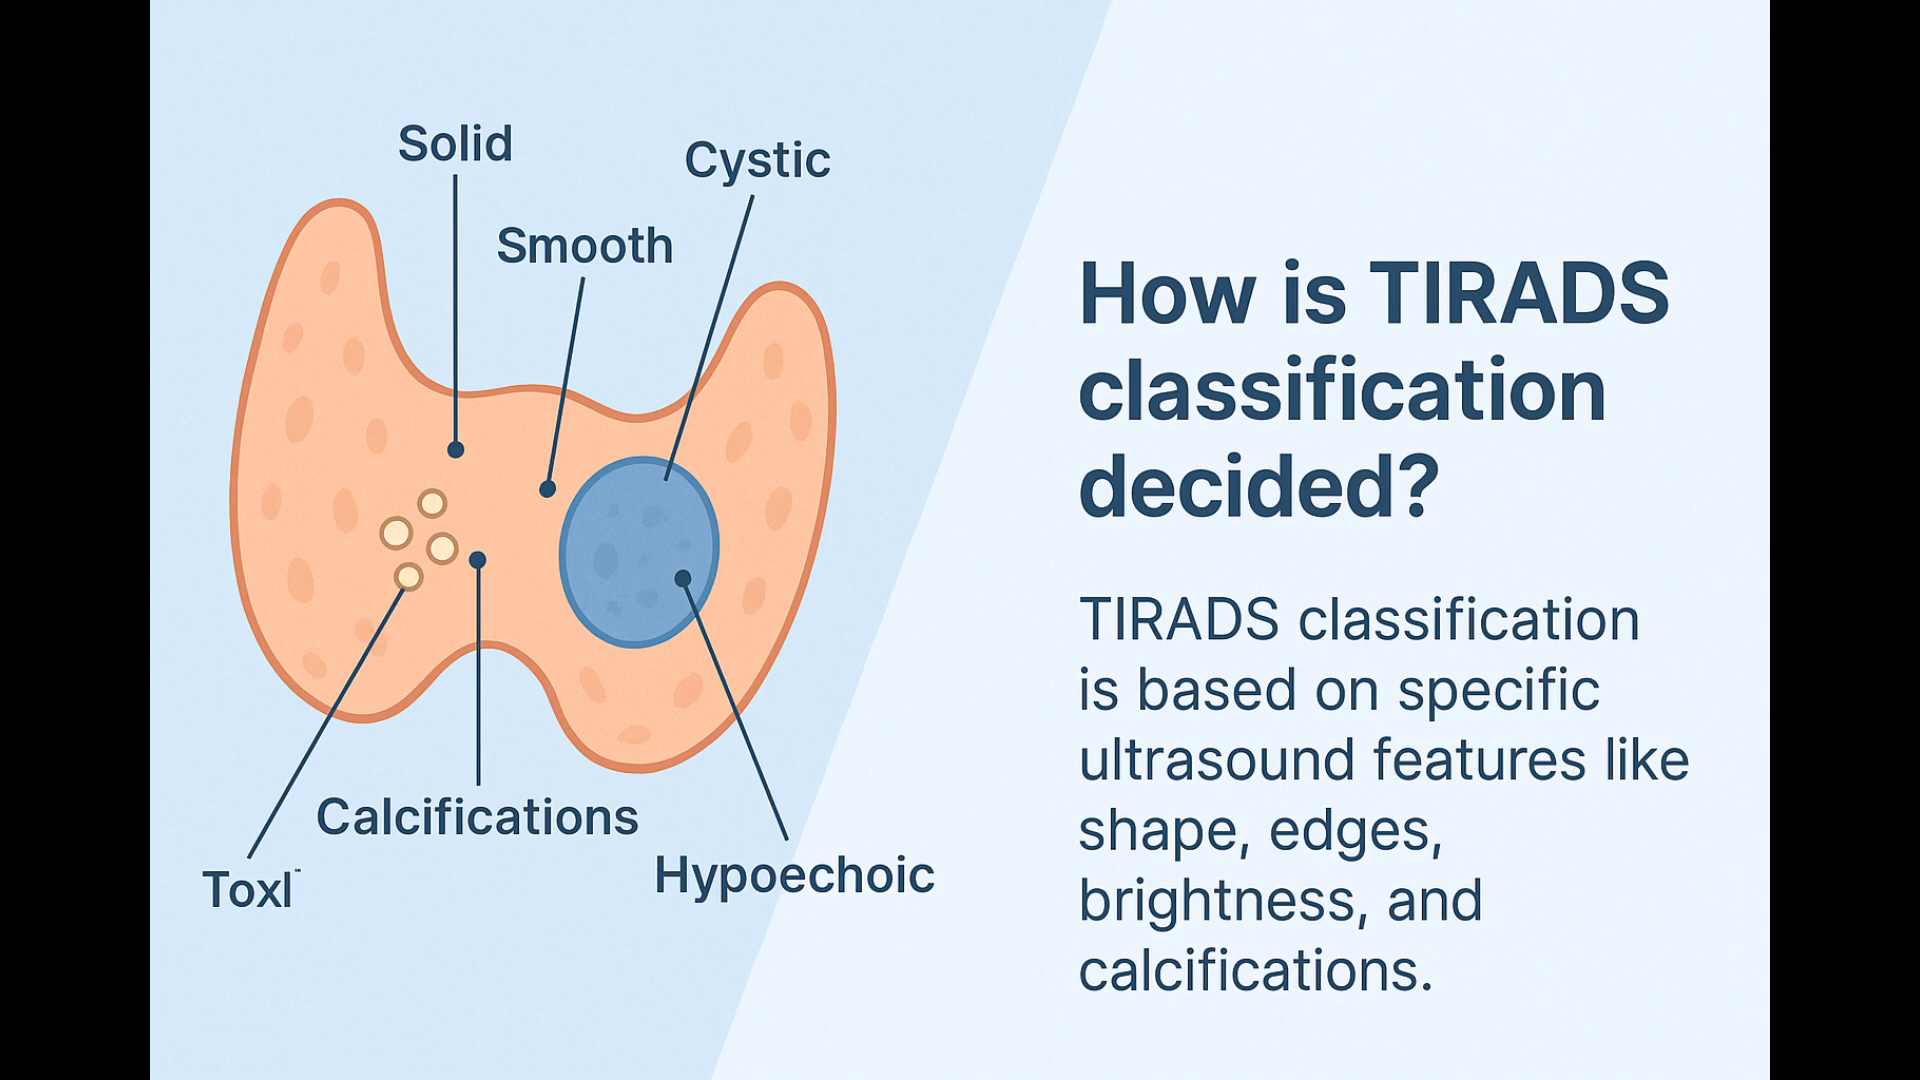 Solid
Cystic
Smooth
Calcifications
Hypoechoic
Toxl
How is TIRADS
classification
decided?
TIRADS classification
is based on specific
ultrasound features like
shape, edges,
brightness, and
calcifications.